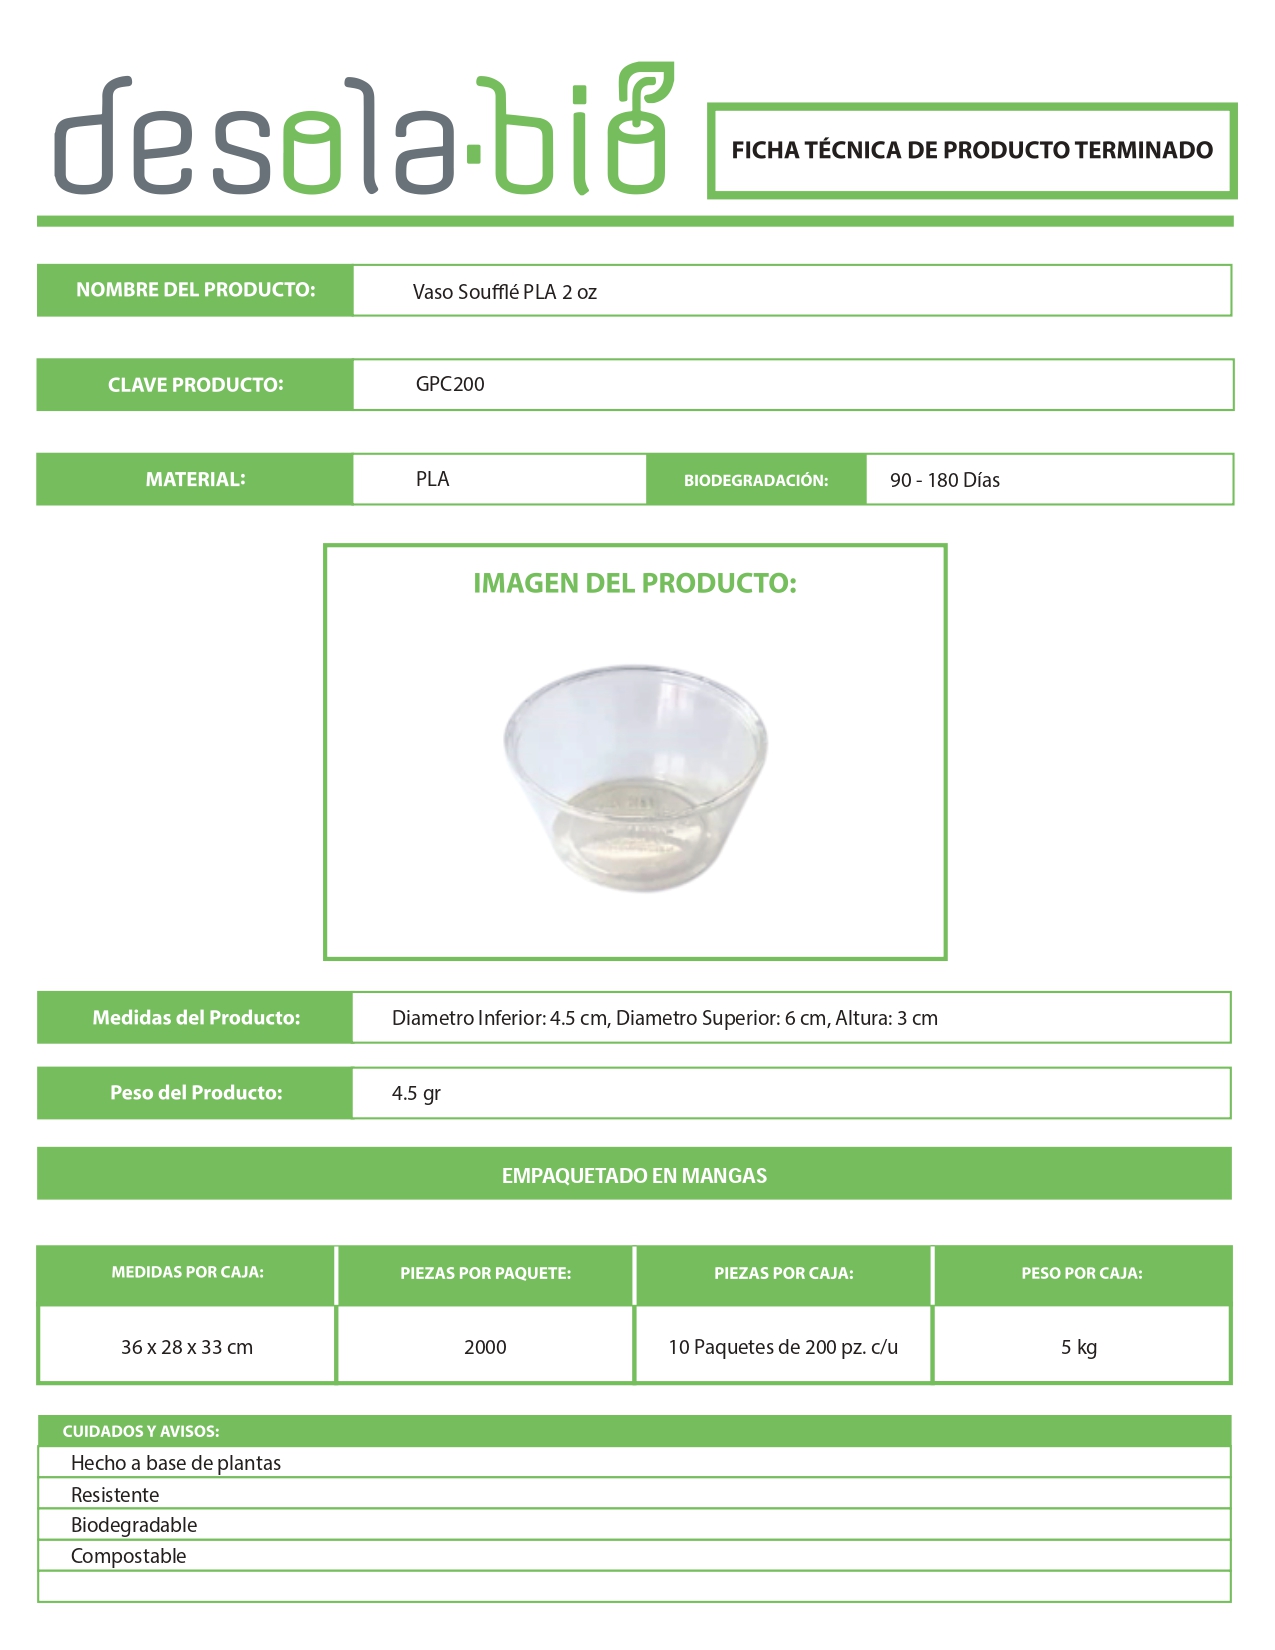 desola·bio
FICHA TÉCNICA DE PRODUCTO TERMINADO
NOMBRE DEL PRODUCTO: Vaso Soufflé PLA 2 oz
CLAVE PRODUCTO: GPC200
MATERIAL: PLA BIODEGRADACIÓN: 90 - 180 Días
IMAGEN DEL PRODUCTO:
Medidas del Producto: Diametro Inferior: 4.5 cm, Diametro Superior: 6 cm, Altura: 3 cm
Peso del Producto: 4.5 gr
EMPAQUETADO EN MANGAS
MEDIDAS POR CAJA: PIEZAS POR PAQUETE: PIEZAS POR CAJA: PESO POR CAJA:
36 x 28 x 33 cm 2000 10 Paquetes de 200 pz. c/u 5 kg
CUIDADOS Y AVISOS:
Hecho a base de plantas
Resistente
Biodegradable
Compostable